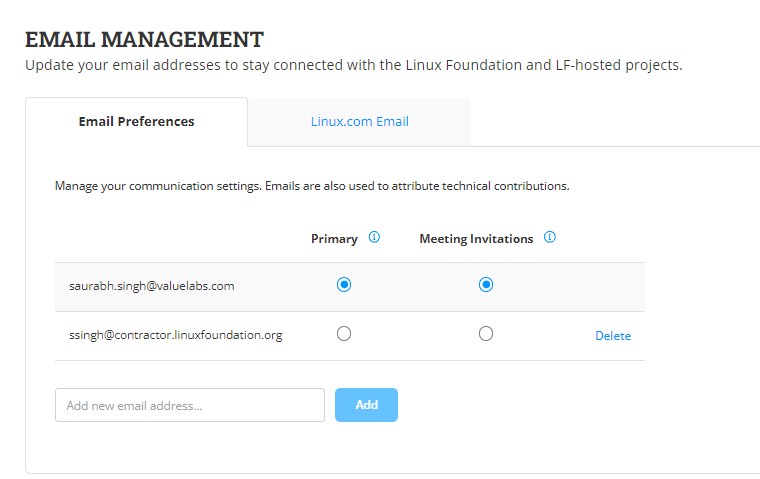 EMAIL MANAGEMENT
Update your email addresses to stay connected with the Linux Foundation and LF-hosted projects.
Email Preferences
Linux.com Email
Manage your communication settings. Emails are also used to attribute technical contributions.
Primary
Meeting Invitations
saurabh.singh@valuelabs.com
ssingh@contractor.linuxfoundation.org
Delete
Add new email address...
Add